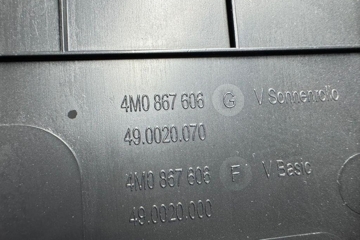 4M0 867 606 G V Sonnenrollo
49.0020.070
4M0 867 606 F V Basic
49.0020.000